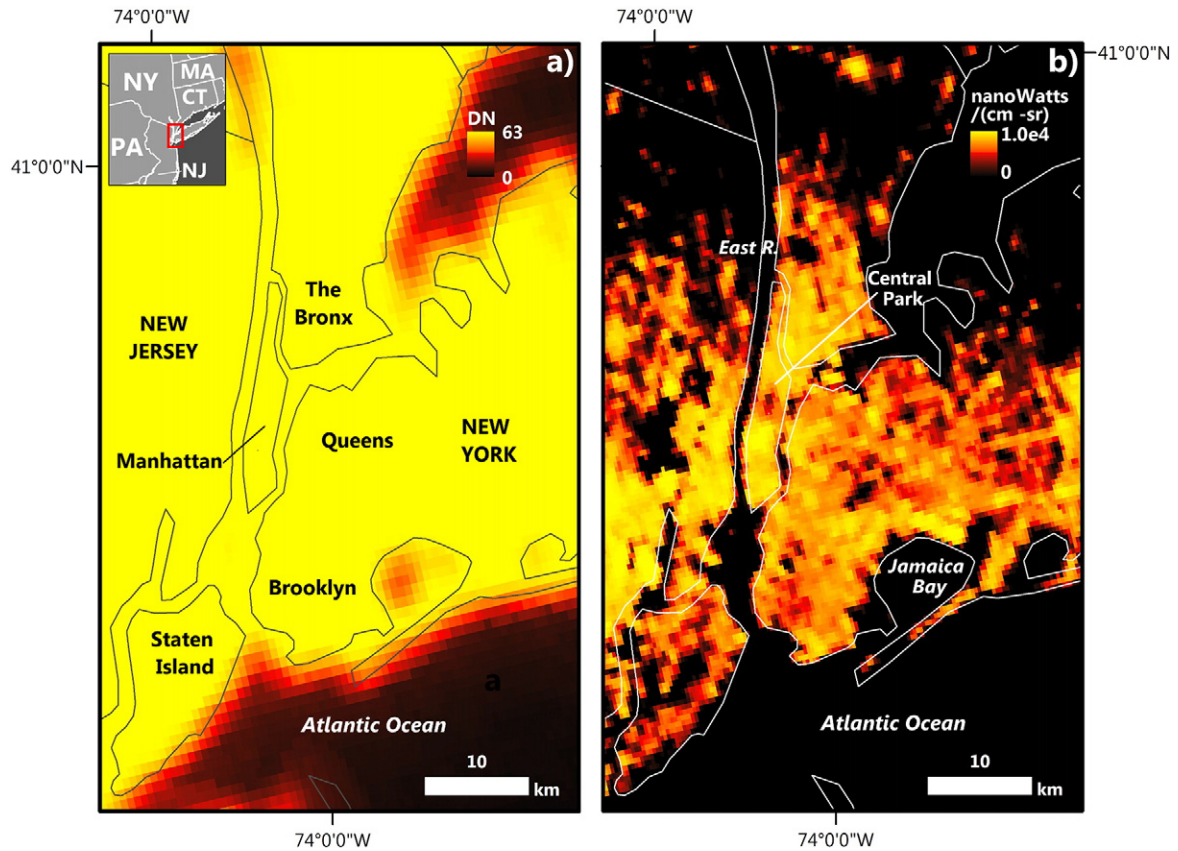 74°0'0"W
74°0'0"W
41°0'0"N
41°0'0"N
a)
NY
MA
CT
PA
NJ
DN
63
0
The
Bronx
NEW
JERSEY
Manhattan
Queens
NEW
YORK
Brooklyn
Staten
Island
a
Atlantic Ocean
10
km
74°0'0"W
b)
nanoWatts
/(cm -sr)
1.0e4
0
East R.
Central
Park
Jamaica
Bay
Atlantic Ocean
10
km
74°0'0"W